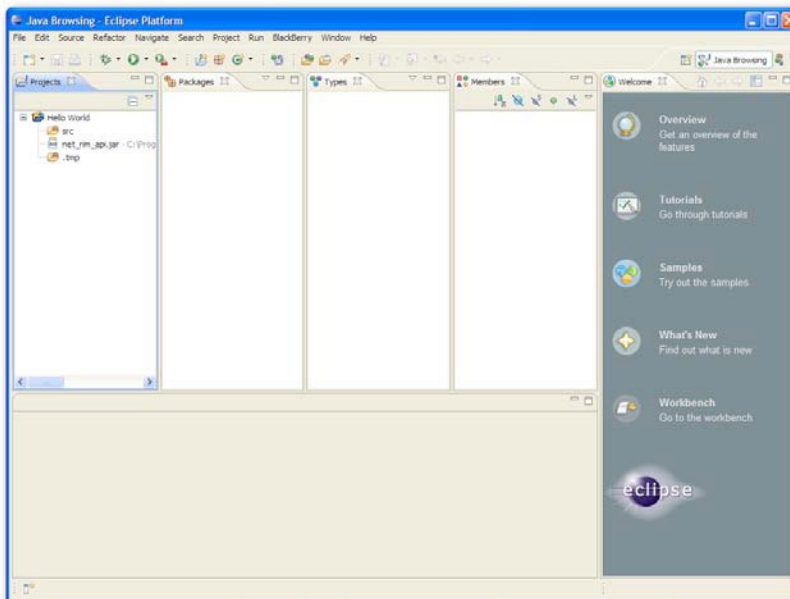 Java Browsing - Eclipse Platform
File Edit Source Refactor Navigate Search Project Run BlackBerry Window Help
Java Browsing
Projects
Packages
Types
Members
Welcome
Hello World
src
net_rim_api.jar - C:\Prog
.tmp
Overview
Get an overview of the
features
Tutorials
Go through tutorials
Samples
Try out the samples
What's New
Find out what is new
Workbench
Go to the workbench
eclipse